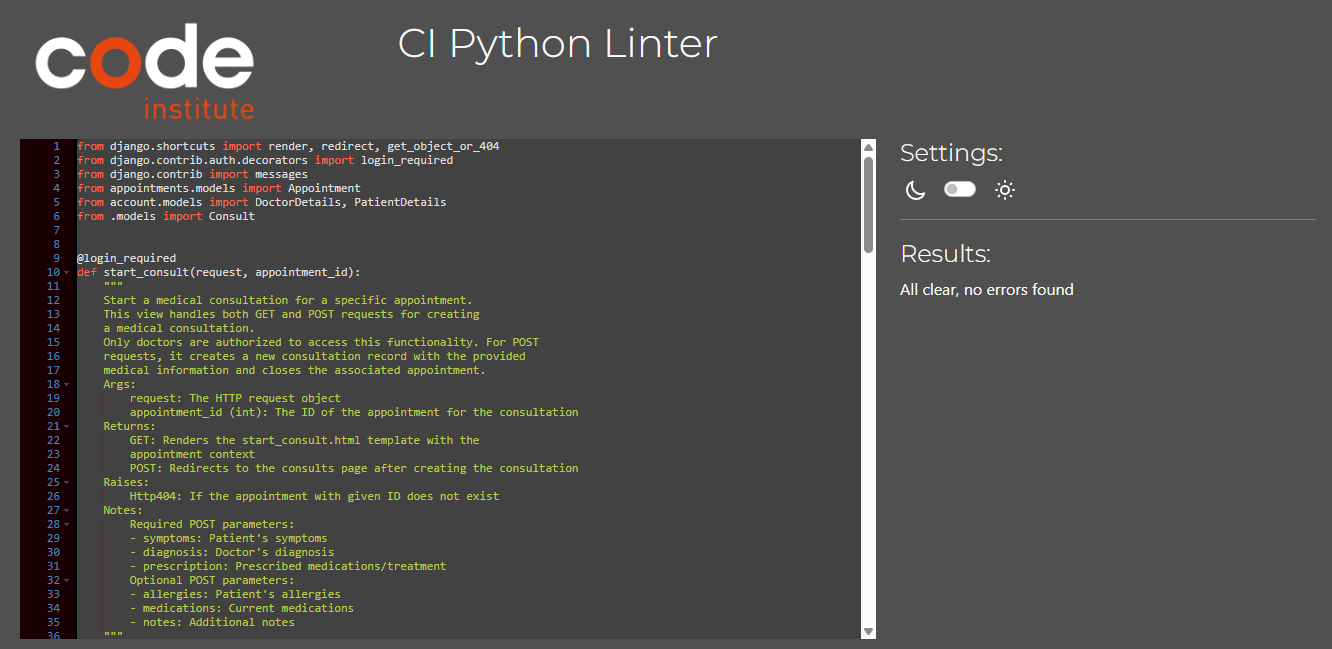 code
institute
CI Python Linter
1 from django.shortcuts import render, redirect, get_object_or_404
2 from django.contrib.auth.decorators import login_required
3 from django.contrib import messages
4 from appointments.models import Appointment
5 from account.models import DoctorDetails, PatientDetails
6 from .models import Consult
7
8
9 @login_required
10 def start_consult(request, appointment_id):
11 """
12 Start a medical consultation for a specific appointment.
13 This view handles both GET and POST requests for creating
14 a medical consultation.
15 Only doctors are authorized to access this functionality. For POST
16 requests, it creates a new consultation record with the provided
17 medical information and closes the associated appointment.
18 Args:
19 request: The HTTP request object
20 appointment_id (int): The ID of the appointment for the consultation
21 Returns:
22 GET: Renders the start_consult.html template with the
23 appointment context
24 POST: Redirects to the consults page after creating the consultation
25 Raises:
26 Http404: If the appointment with given ID does not exist
27 Notes:
28 Required POST parameters:
29 - symptoms: Patient's symptoms
30 - diagnosis: Doctor's diagnosis
31 - prescription: Prescribed medications/treatment
32 Optional POST parameters:
33 - allergies: Patient's allergies
34 - medications: Current medications
35 - notes: Additional notes
36 """
Settings:
Results:
All clear, no errors found